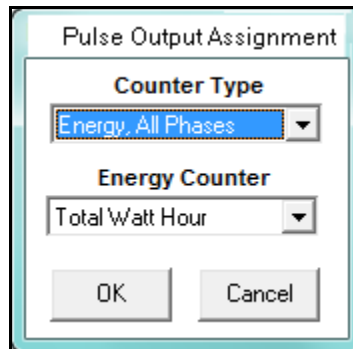 Pulse Output Assignment
Counter Type
Energy, All Phases
Energy Counter
Total Watt Hour
OK Cancel